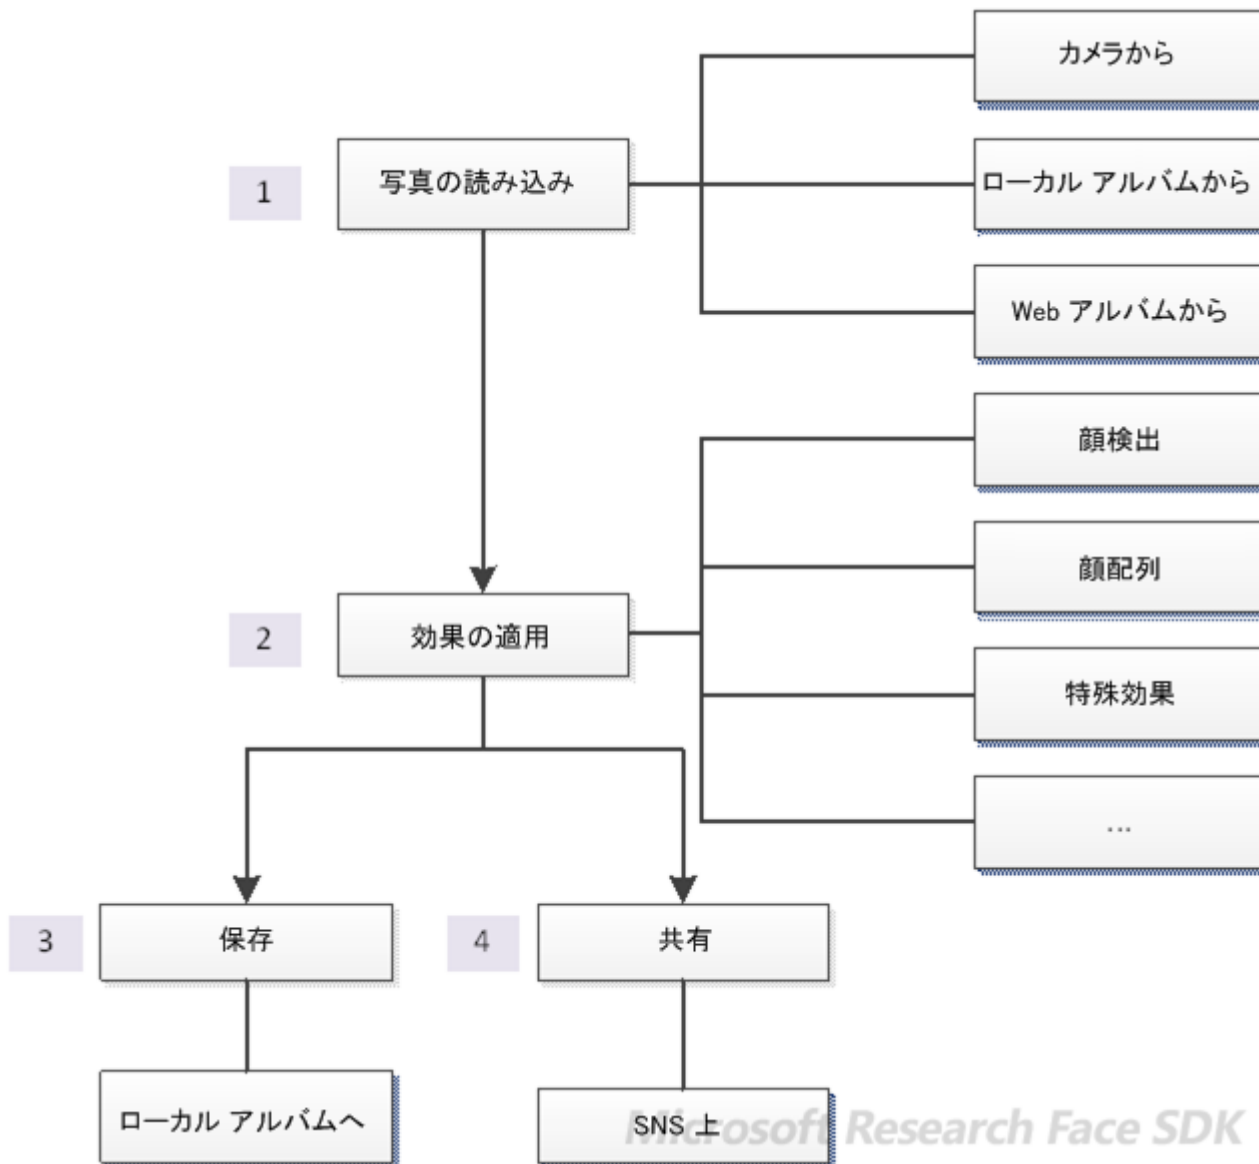 カメラから
1
写真の読み込み
ローカル アルバムから
Web アルバムから
顔検出
顔配列
2
効果の適用
特殊効果
...
3
保存
4
共有
ローカル アルバムへ
SNS 上
Microsoft Research Face SDK